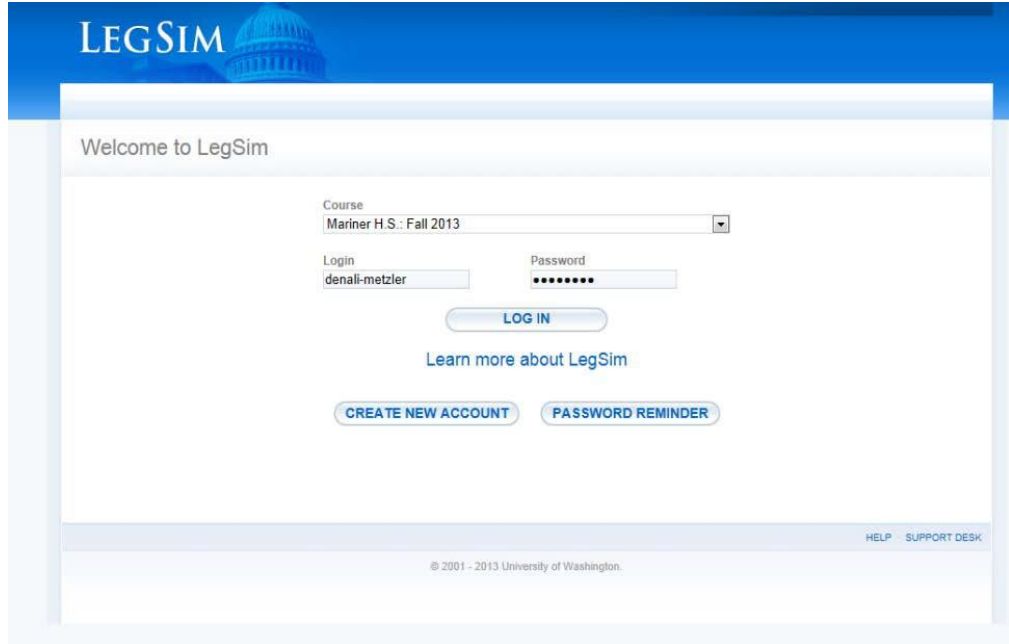 LEGSIM
Welcome to LegSim
Course
Mariner H.S.: Fall 2013
Login Password
denali-metzler ••••••••
LOG IN
Learn more about LegSim
CREATE NEW ACCOUNT PASSWORD REMINDER
HELP SUPPORT DESK
© 2001 - 2013 University of Washington.